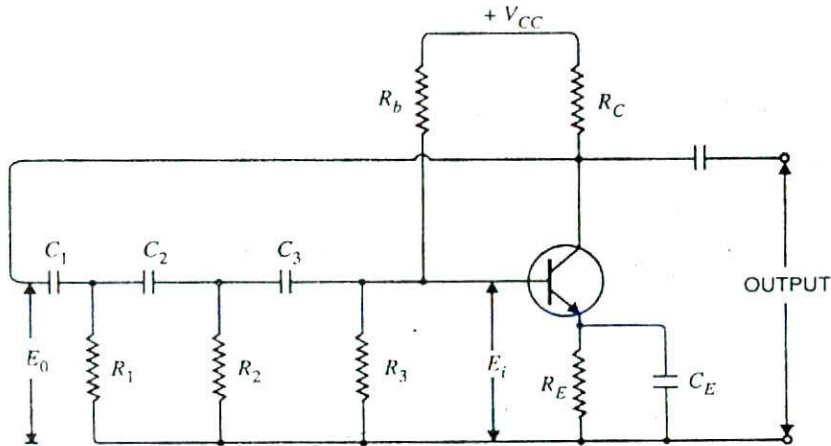 + V_CC
R_b
R_C
C_1
C_2
C_3
OUTPUT
E_0
R_1
R_2
R_3
E_i
R_E
C_E